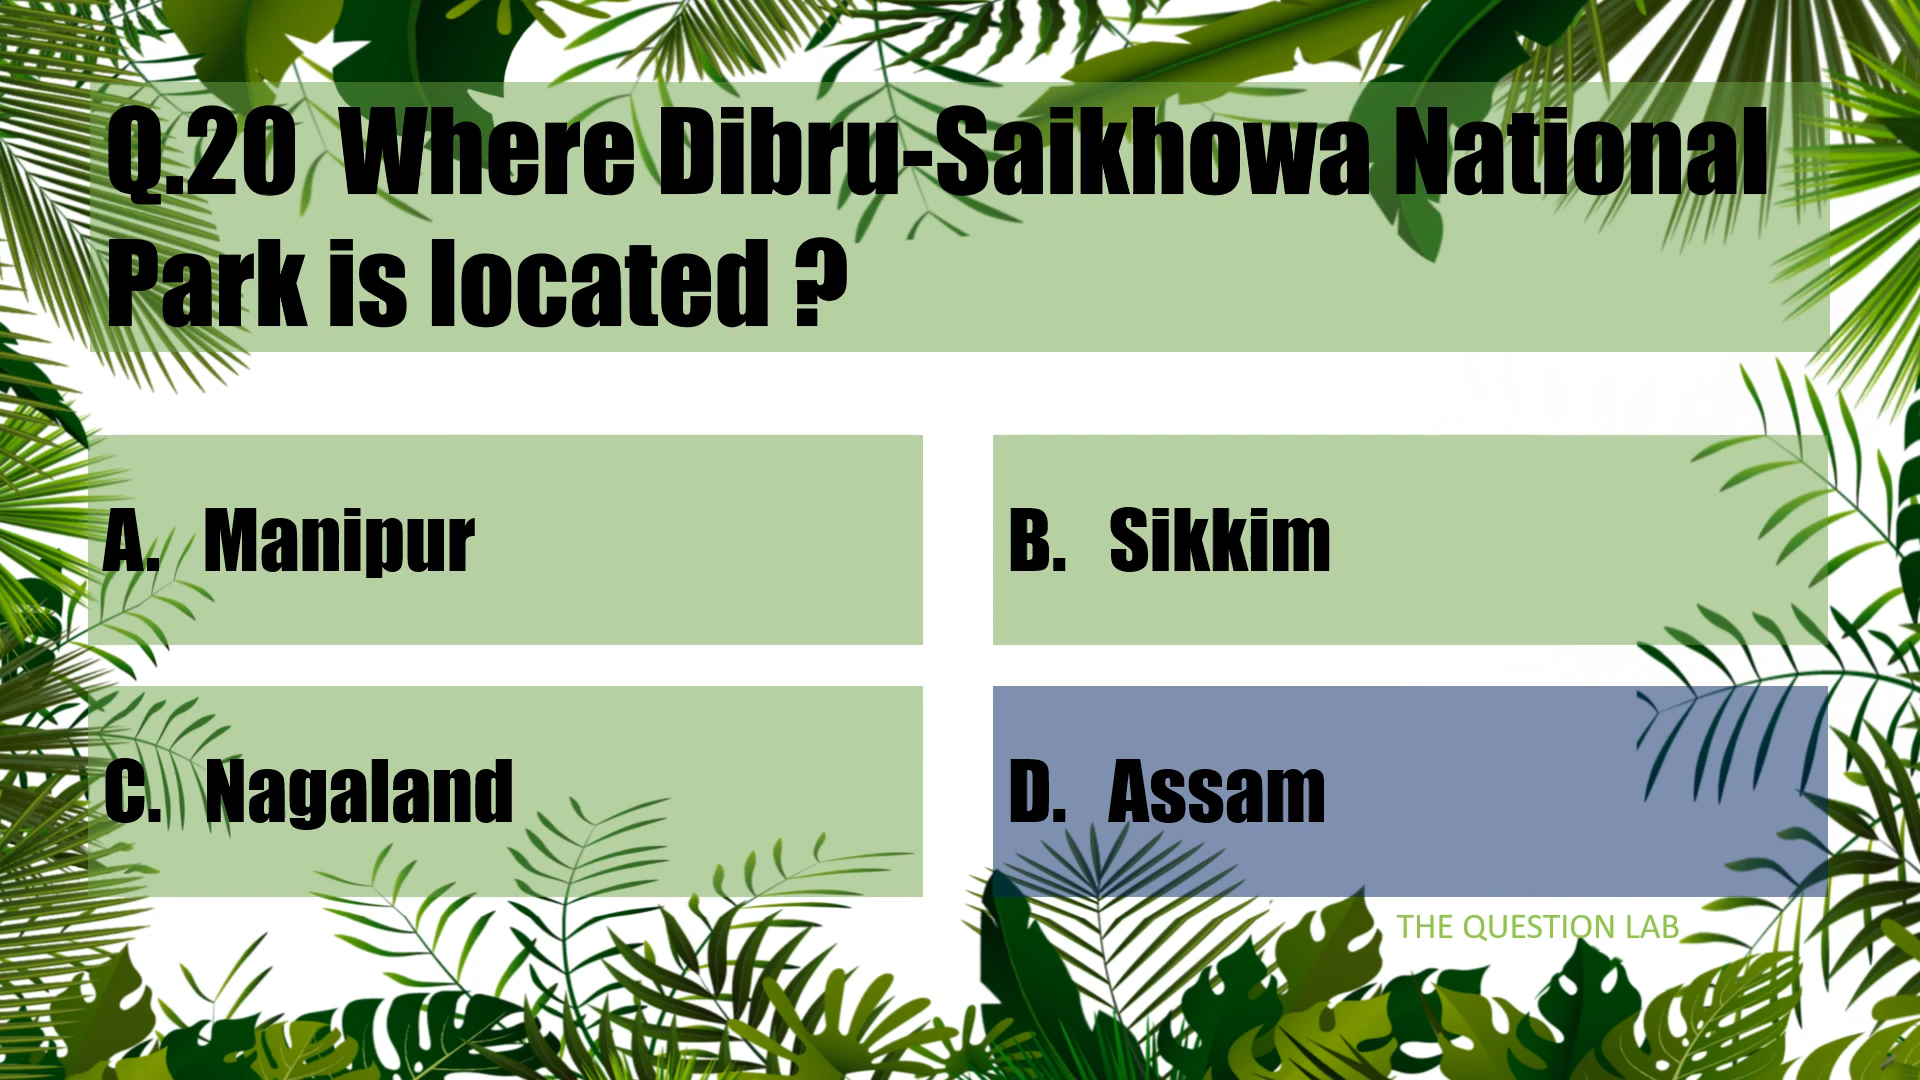 Q.20 Where Dibru-Saikhowa National
Park is located ?
A. Manipur
B. Sikkim
C. Nagaland
D. Assam
THE QUESTION LAB